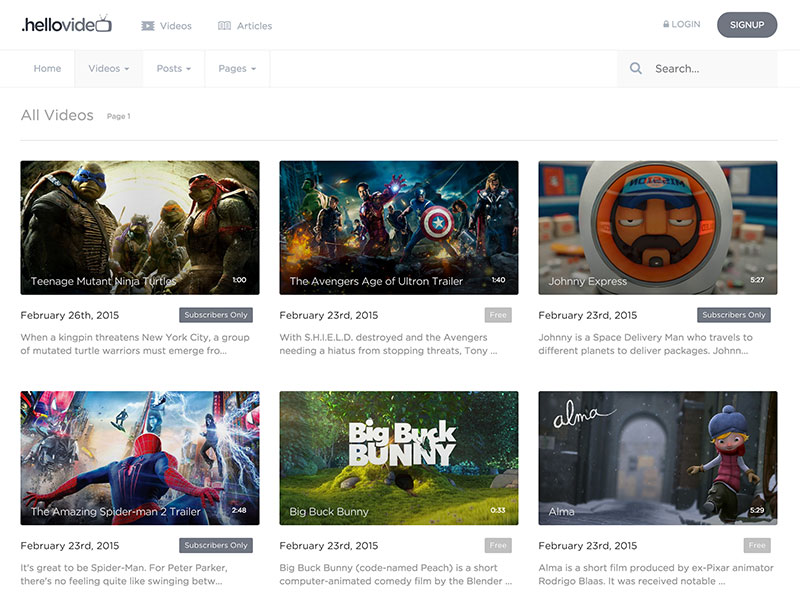 .hellovideo
Videos
Articles
LOGIN
SIGNUP
Home
Videos
Posts
Pages
Search...
All Videos
Page 1
Teenage Mutant Ninja Turtles
1:00
The Avengers Age of Ultron Trailer
1:40
Johnny Express
5:27
February 26th, 2015
Subscribers Only
When a kingpin threatens New York City, a group
of mutated turtle warriors must emerge fro...
February 23rd, 2015
Free
With S.H.I.E.L.D. destroyed and the Avengers
needing a hiatus from stopping threats, Tony ...
February 23rd, 2015
Subscribers Only
Johnny is a Space Delivery Man who travels to
different planets to deliver packages. Johnn...
The Amazing Spider-man 2 Trailer
2:48
Big Buck
BUNNY
Big Buck Bunny
0:33
alma
Alma
5:29
February 23rd, 2015
Subscribers Only
It's great to be Spider-Man. For Peter Parker,
there's no feeling quite like swinging betw...
February 23rd, 2015
Free
Big Buck Bunny (code-named Peach) is a short
computer-animated comedy film by the Blender ...
February 23rd, 2015
Free
Alma is a short film produced by ex-Pixar animator
Rodrigo Blaas. It was received notable ...